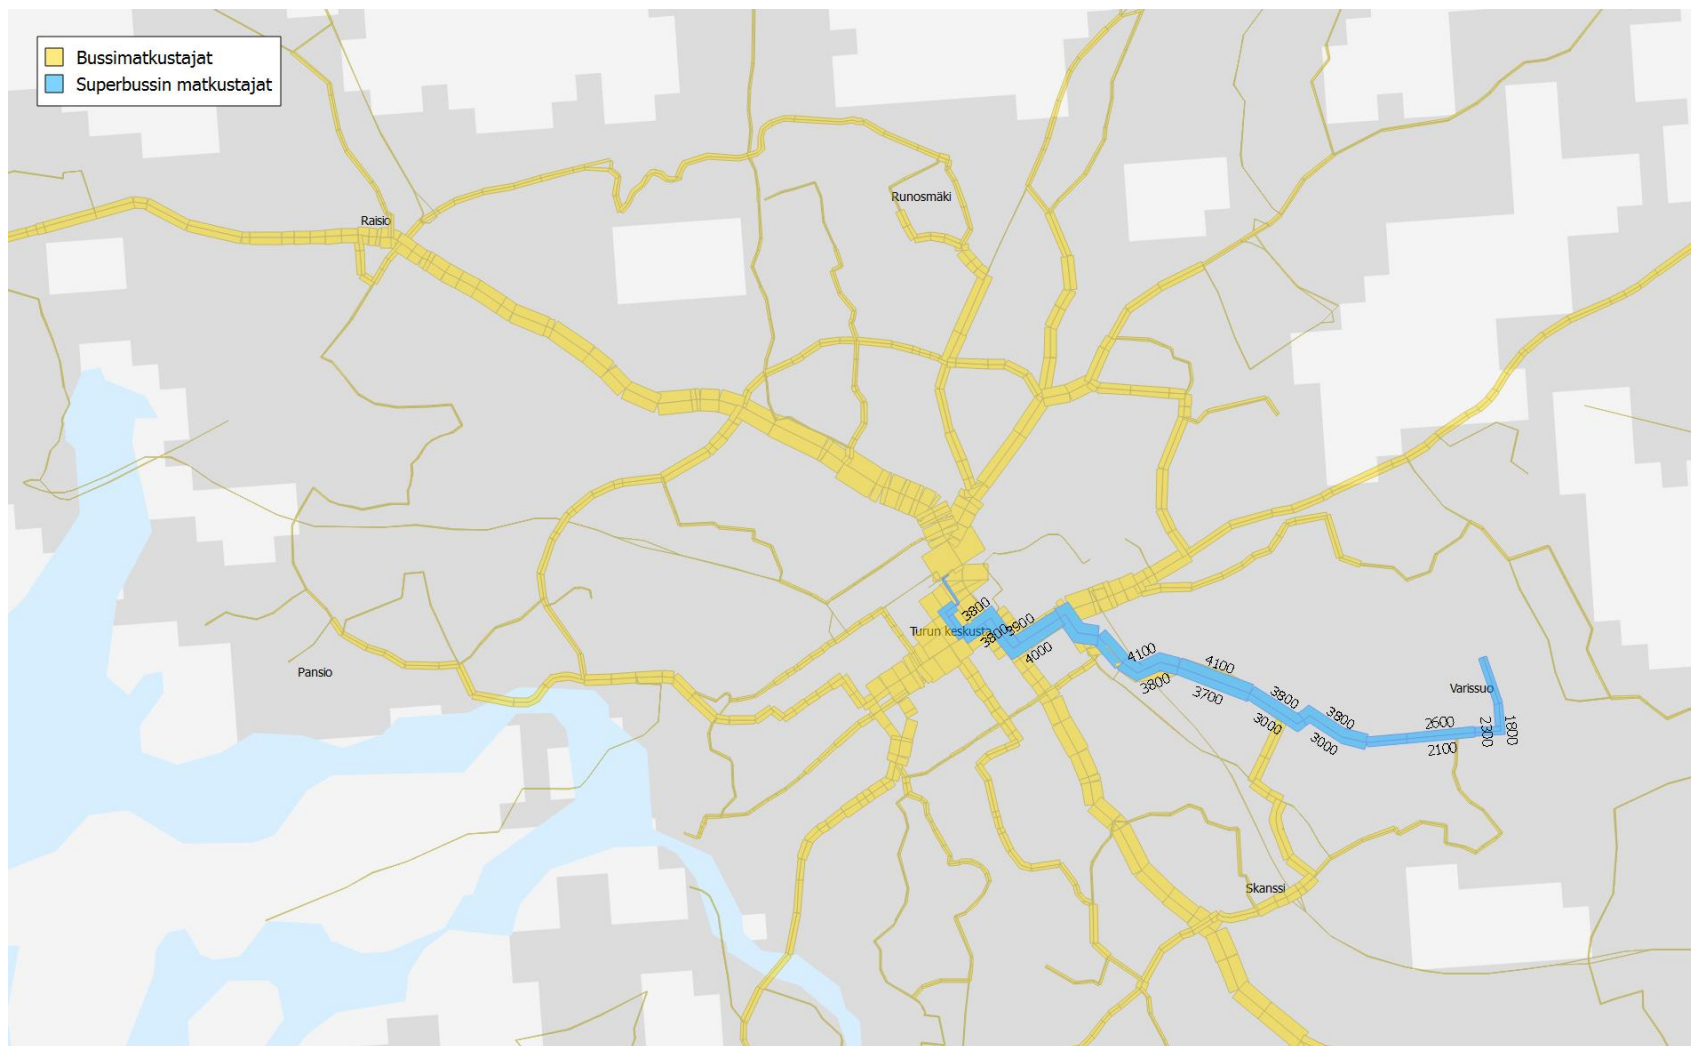 Bussimatkustajat
Superbussin matkustajat
Runosmäki
Raisio
3800
Turun keskusta
3800
3900
4000
4100
4100
3800
3700
Pansio
Varissuo
3800
3800
3000
3000
2600
2100
2300
1800
Skanssi